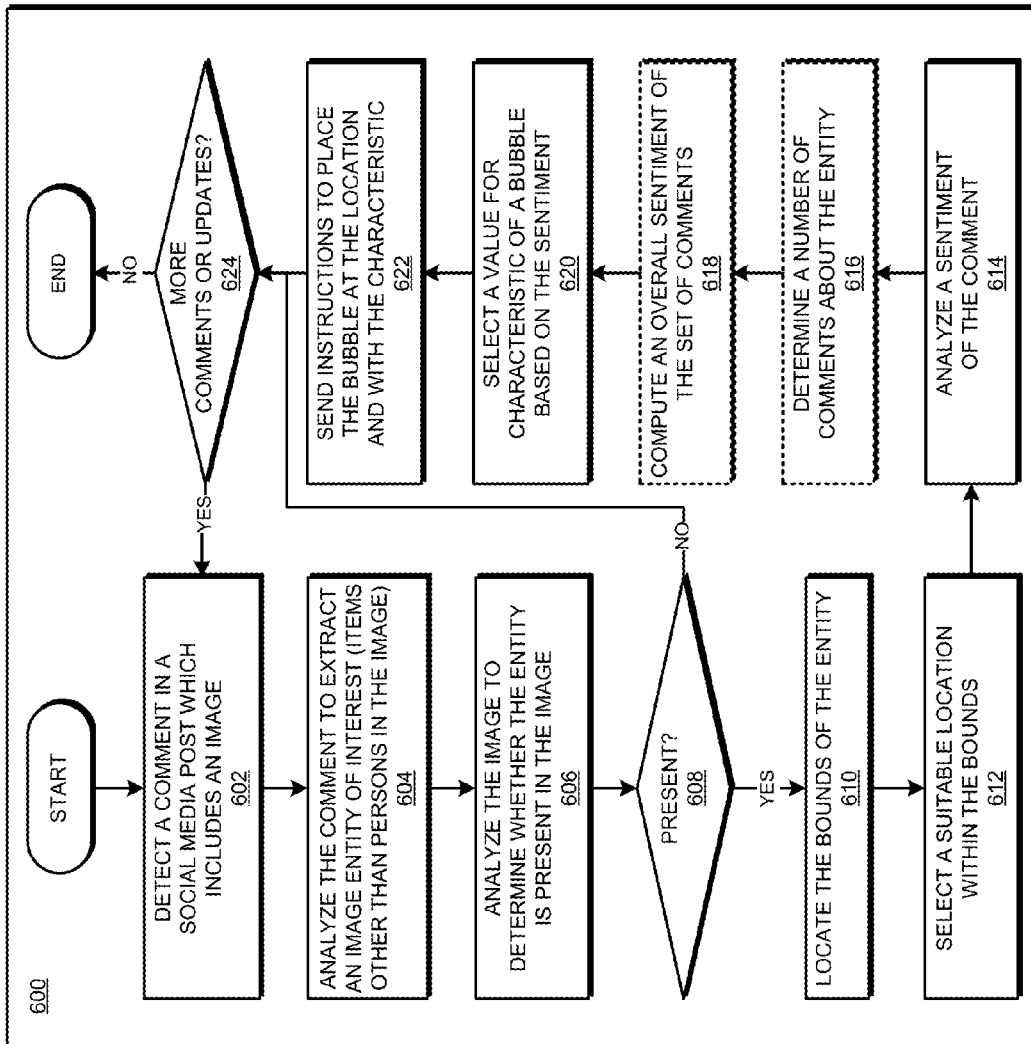 600
START
DETECT A COMMENT IN A
SOCIAL MEDIA POST WHICH
INCLUDES AN IMAGE
602
ANALYZE THE COMMENT TO EXTRACT
AN IMAGE ENTITY OF INTEREST (ITEMS
OTHER THAN PERSONS IN THE IMAGE)
604
ANALYZE THE IMAGE TO
DETERMINE WHETHER THE ENTITY
IS PRESENT IN THE IMAGE
606
PRESENT?
608
NO
YES
LOCATE THE BOUNDS OF THE ENTITY
610
SELECT A SUITABLE LOCATION
WITHIN THE BOUNDS
612
ANALYZE A SENTIMENT
OF THE COMMENT
614
DETERMINE A NUMBER OF
COMMENTS ABOUT THE ENTITY
616
COMPUTE AN OVERALL SENTIMENT OF
THE SET OF COMMENTS
618
SELECT A VALUE FOR
CHARACTERISTIC OF A BUBBLE
BASED ON THE SENTIMENT
620
SEND INSTRUCTIONS TO PLACE
THE BUBBLE AT THE LOCATION
AND WITH THE CHARACTERISTIC
622
MORE
COMMENTS OR UPDATES?
624
YES
NO
END